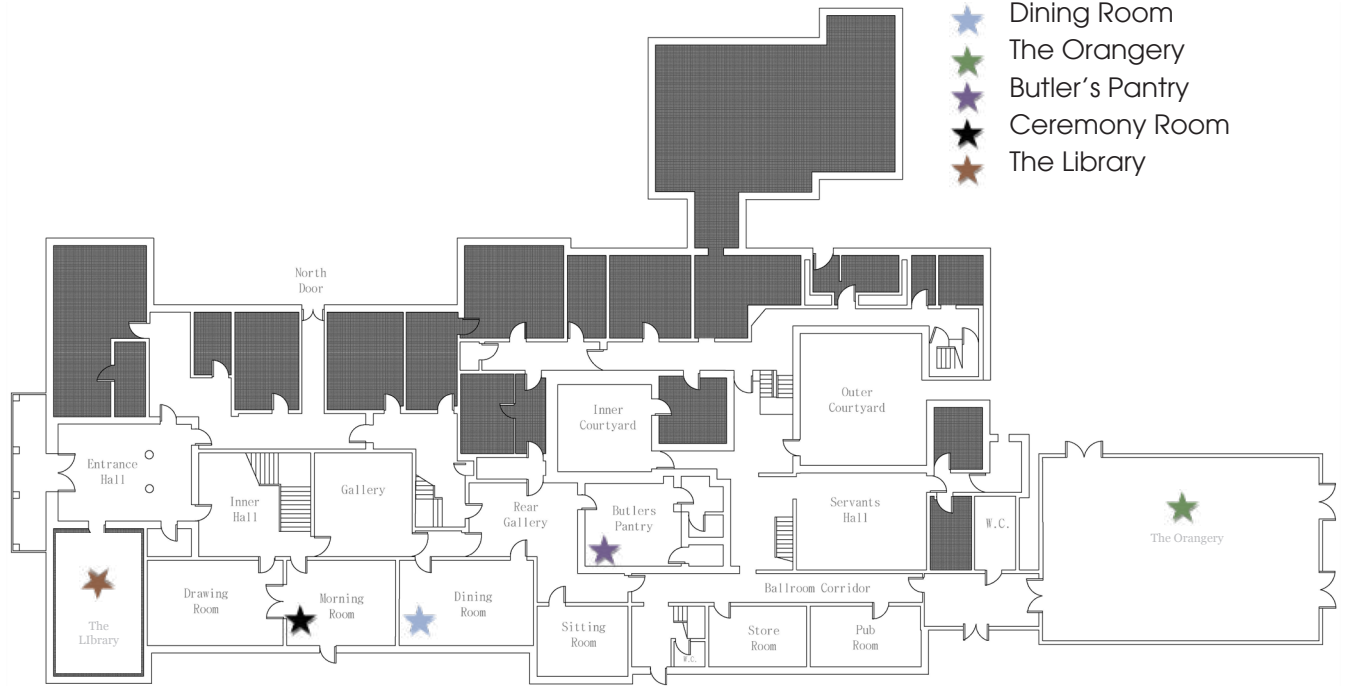 Dining Room
The Orangery
Butler's Pantry
Ceremony Room
The Library
North
Door
Outer
Courtyard
Inner
Courtyard
Entrance
Hall
Gallery
Inner
Hall
Rear
Gallery
Butlers
Pantry
Servants
Hall
W.C.
The Orangery
Ballroom Corridor
Drawing
Room
Morning
Room
Dining
Room
The
LIbrary
Sitting
Room
W.C.
Store
Room
Pub
Room